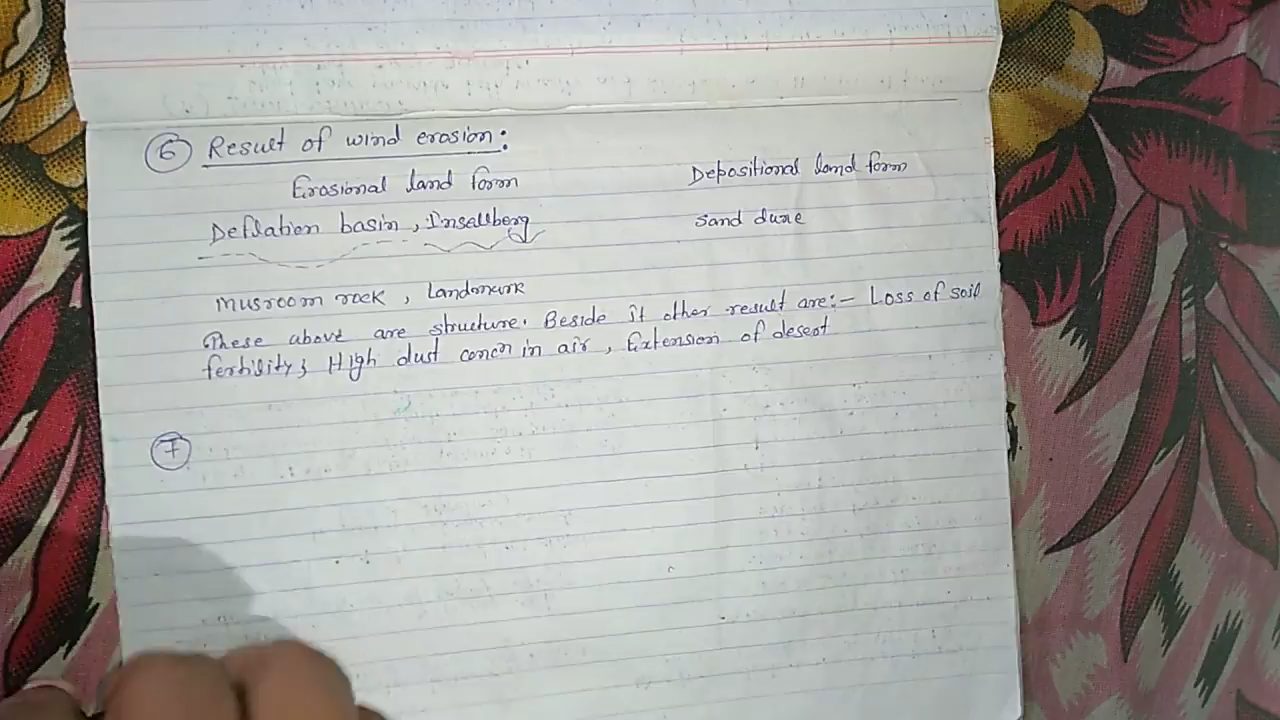 6 Result of wind erosion:
Erosional land form Depositional land form
Deflation basin, Insellberg sand dune
Musroom rock, Landmark
These above are structure. Beside it other result are:- Loss of soil
fertility; High dust concn in air, Extension of desert
7